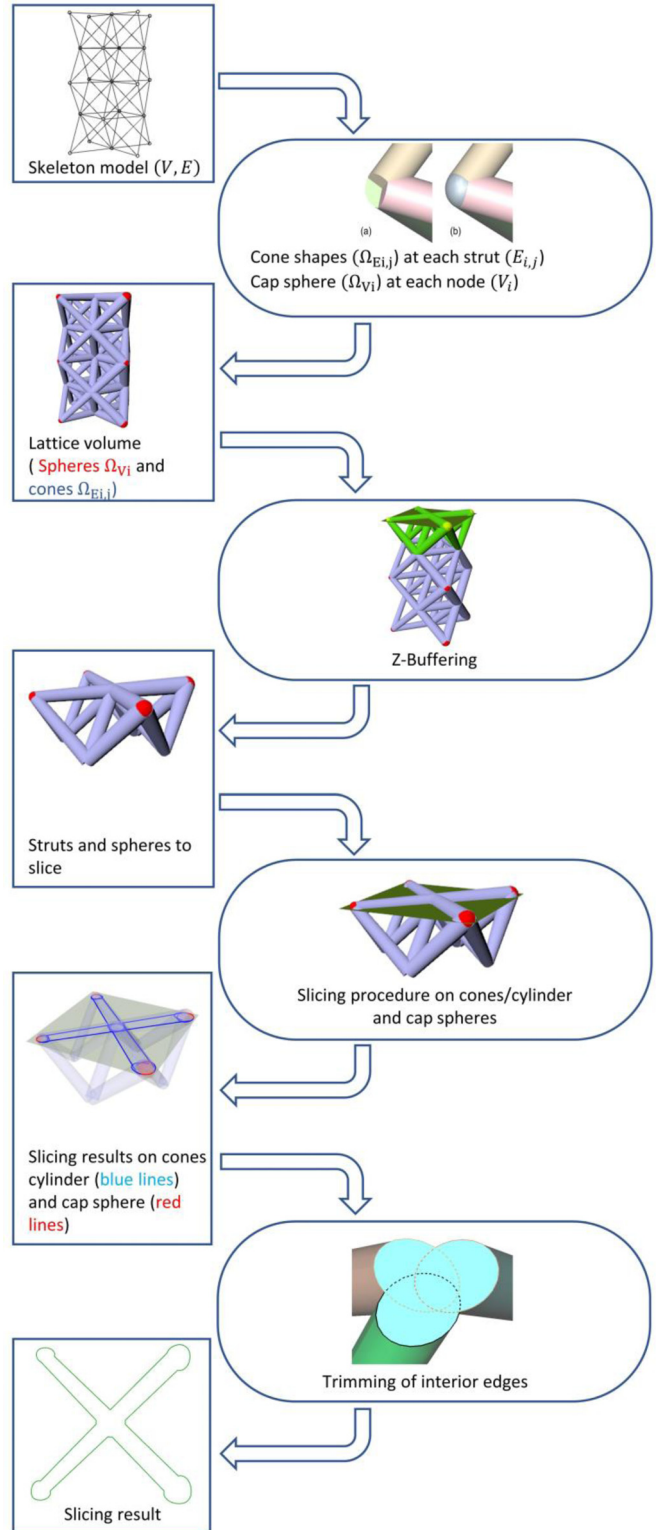 Skeleton model (V, E)
(a) (b)
Cone shapes (Ω_Ei,j) at each strut (E_i,j)
Cap sphere (Ω_Vi) at each node (V_i)
Lattice volume
( Spheres Ω_Vi and
cones Ω_Ei,j)
Z-Buffering
Struts and spheres to
slice
Slicing procedure on cones/cylinder
and cap spheres
Slicing results on cones
cylinder (blue lines)
and cap sphere (red
lines)
Trimming of interior edges
Slicing result